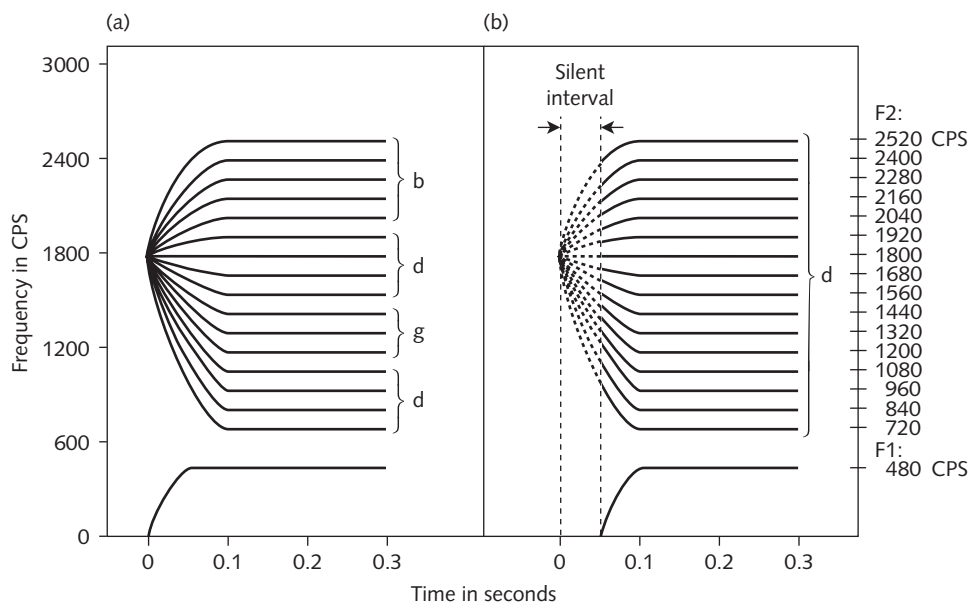 (a)
(b)
Frequency in CPS
3000
2400
1800
1200
600
0
b
d
g
d
0
0.1
0.2
0.3
Silent
interval
d
0
0.1
0.2
0.3
F2:
2520 CPS
2400
2280
2160
2040
1920
1800
1680
1560
1440
1320
1200
1080
960
840
720
F1:
480 CPS
Time in seconds